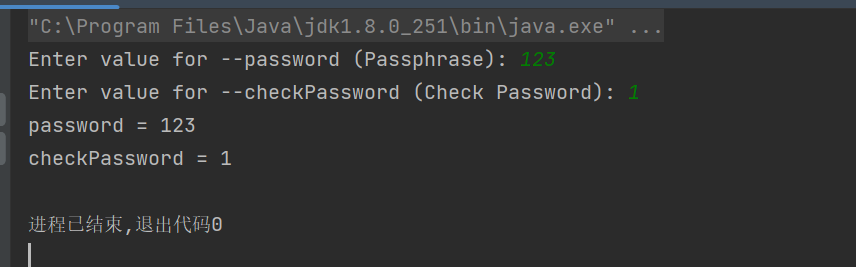 "C:\Program Files\Java\jdk1.8.0_251\bin\java.exe" ...
Enter value for --password (Passphrase): 123
Enter value for --checkPassword (Check Password): 1
password = 123
checkPassword = 1
进程已结束,退出代码0